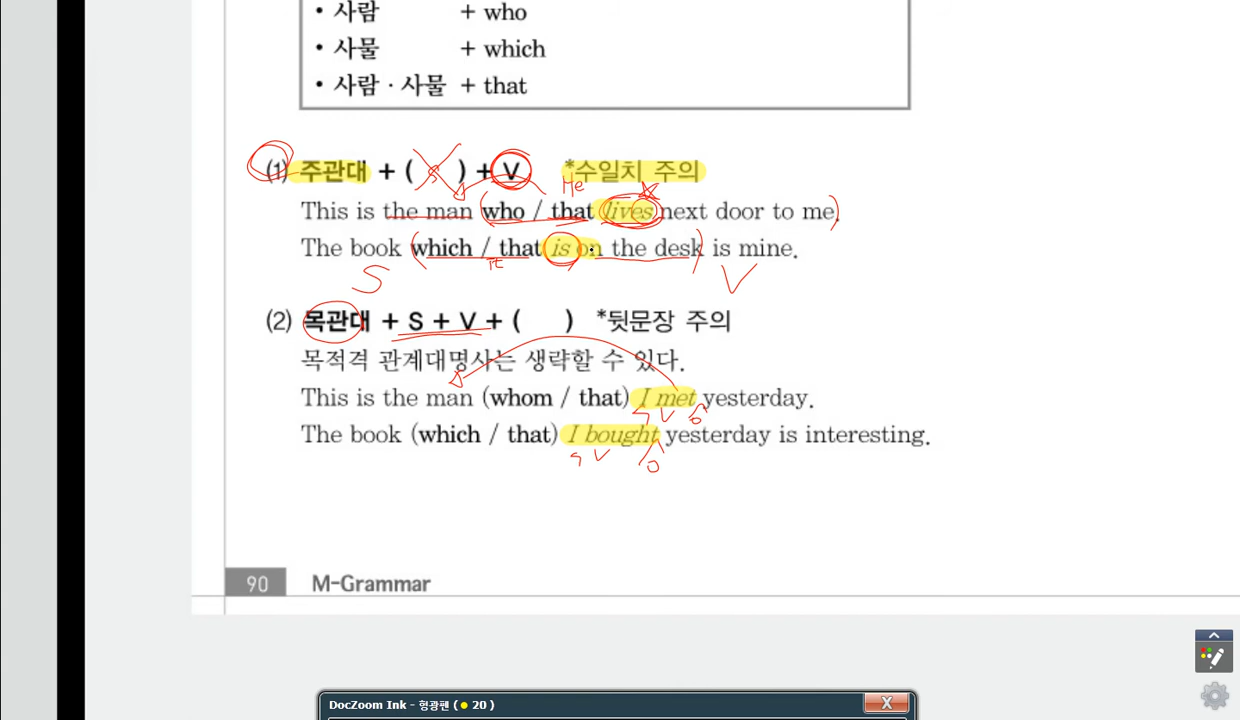 • 사람 + who
• 사물 + which
• 사람 · 사물 + that
(1) 주관대 + ( S ) + V *수일치 주의
He
This is the man who / that lives next door to me)
The book (which / that is on the desk) is mine.
It
S V
(2) 목관대 + S + V + ( ) *뒷문장 주의
목적격 관계대명사는 생략할 수 있다.
This is the man (whom / that) I met yesterday.
S V o
The book (which / that) I bought yesterday is interesting.
S V o
90 M-Grammar
DocZoom Ink - 형광펜 ( 20 )
X